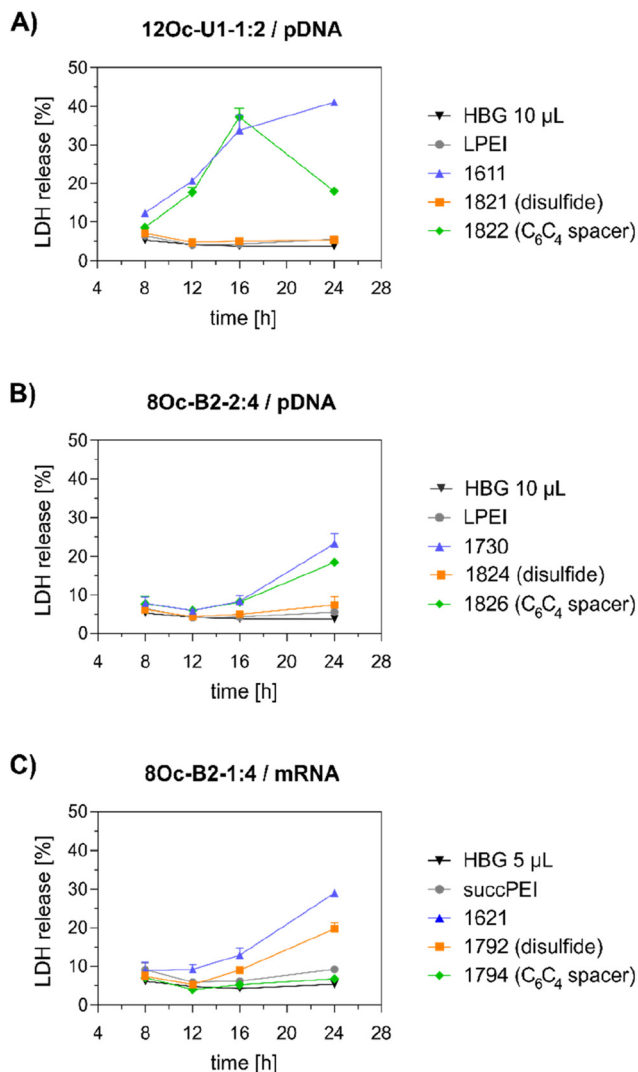 A)
12Oc-U1-1:2 / pDNA
LDH release [%]
50
40
30
20
10
0
4 8 12 16 20 24 28
time [h]
HBG 10 µL
LPEI
1611
1821 (disulfide)
1822 (C₆C₄ spacer)
B)
8Oc-B2-2:4 / pDNA
LDH release [%]
50
40
30
20
10
0
4 8 12 16 20 24 28
time [h]
HBG 10 µL
LPEI
1730
1824 (disulfide)
1826 (C₆C₄ spacer)
C)
8Oc-B2-1:4 / mRNA
LDH release [%]
50
40
30
20
10
0
4 8 12 16 20 24 28
time [h]
HBG 5 µL
succPEI
1621
1792 (disulfide)
1794 (C₆C₄ spacer)